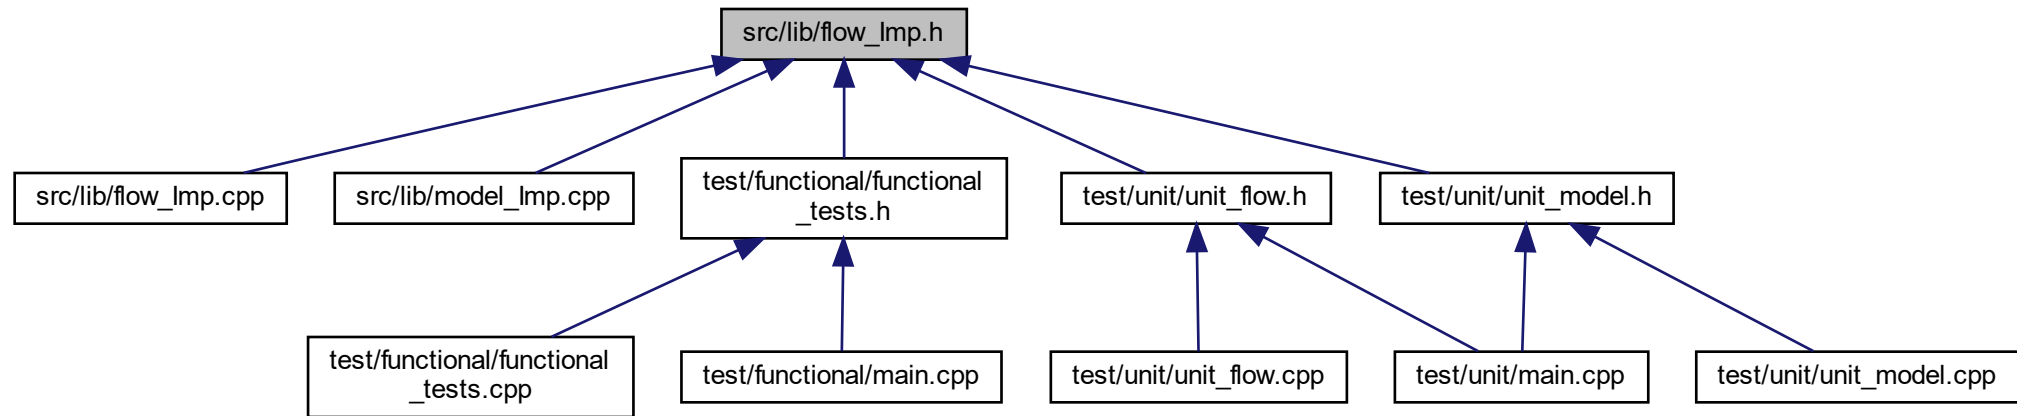 src/lib/flow_Imp.h
src/lib/flow_Imp.cpp
src/lib/model_Imp.cpp
test/functional/functional
_tests.h
test/unit/unit_flow.h
test/unit/unit_model.h
test/functional/functional
_tests.cpp
test/functional/main.cpp
test/unit/unit_flow.cpp
test/unit/main.cpp
test/unit/unit_model.cpp